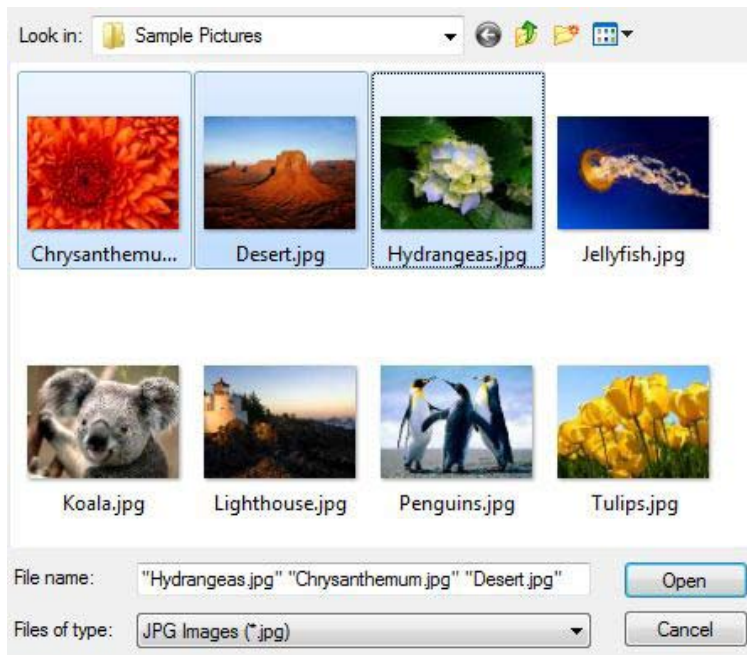 Look in: Sample Pictures
Chrysanthemu... Desert.jpg Hydrangeas.jpg Jellyfish.jpg
Koala.jpg Lighthouse.jpg Penguins.jpg Tulips.jpg
File name: "Hydrangeas.jpg" "Chrysanthemum.jpg" "Desert.jpg" Open
Files of type: JPG Images (*.jpg) Cancel